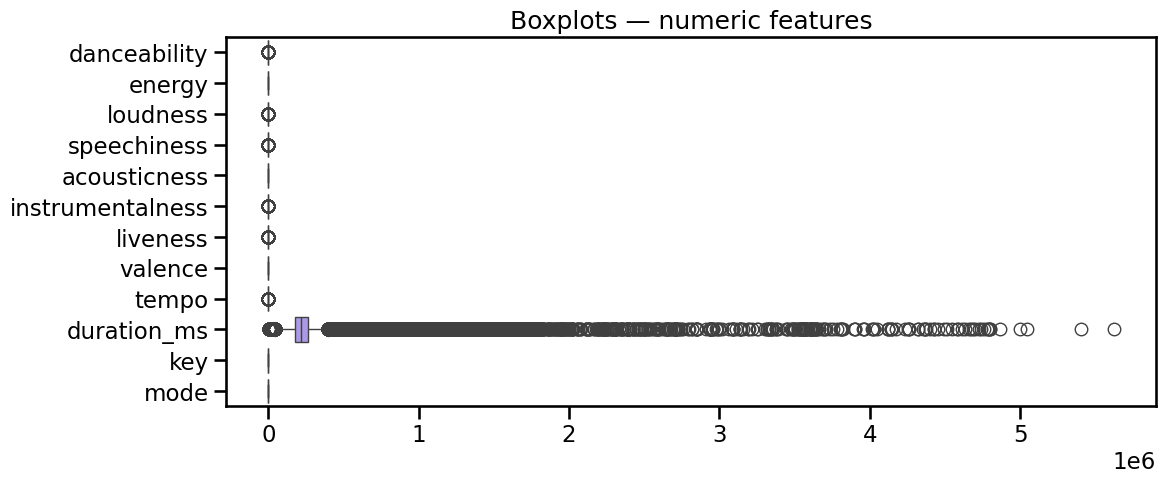 Boxplots — numeric features
danceability
energy
loudness
speechiness
acousticness
instrumentalness
liveness
valence
tempo
duration_ms
key
mode
0 1 2 3 4 5
1e6